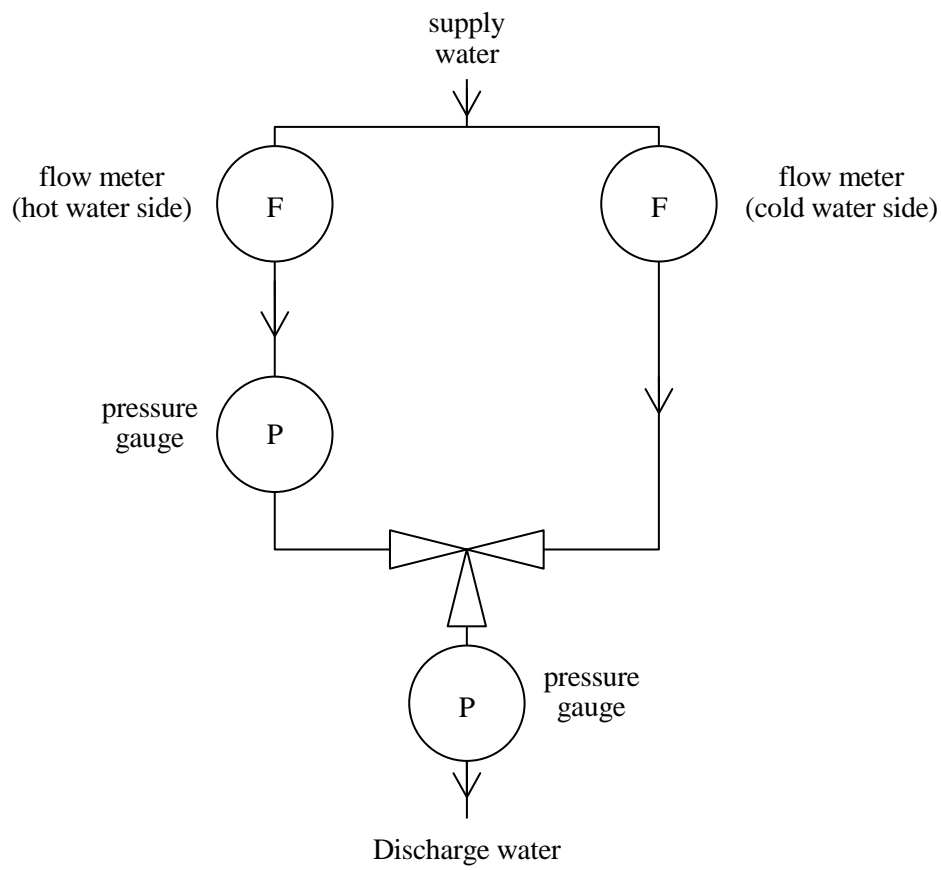 supply
water
flow meter
(hot water side)
F
F
flow meter
(cold water side)
pressure
gauge
P
P
pressure
gauge
Discharge water